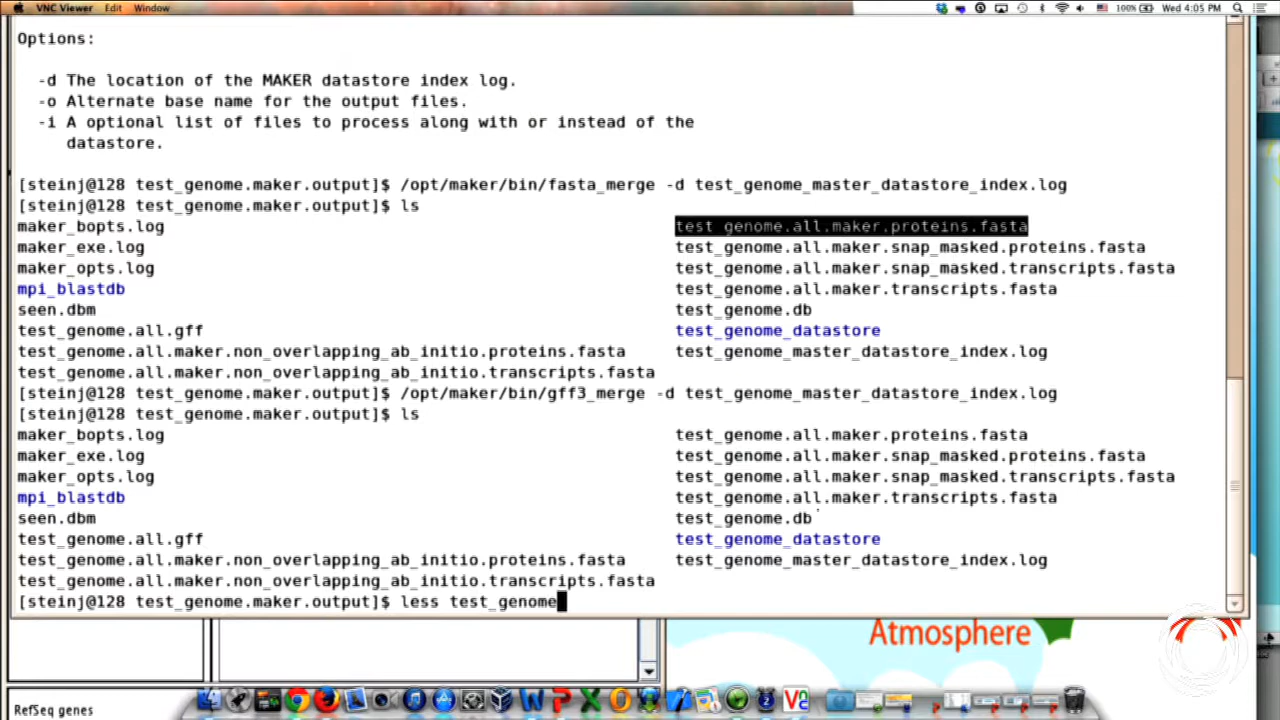 VNC Viewer Edit Window 100% Wed 4:05 PM
Options:
-d The location of the MAKER datastore index log.
-o Alternate base name for the output files.
-i A optional list of files to process along with or instead of the
datastore.
[steinj@128 test_genome.maker.output]$ /opt/maker/bin/fasta_merge -d test_genome_master_datastore_index.log
[steinj@128 test_genome.maker.output]$ ls
maker_bopts.log test_genome.all.maker.proteins.fasta
maker_exe.log test_genome.all.maker.snap_masked.proteins.fasta
maker_opts.log test_genome.all.maker.snap_masked.transcripts.fasta
mpi_blastdb test_genome.all.maker.transcripts.fasta
seen.dbm test_genome.db
test_genome.all.gff test_genome_datastore
test_genome.all.maker.non_overlapping_ab_initio.proteins.fasta test_genome_master_datastore_index.log
test_genome.all.maker.non_overlapping_ab_initio.transcripts.fasta
[steinj@128 test_genome.maker.output]$ /opt/maker/bin/gff3_merge -d test_genome_master_datastore_index.log
[steinj@128 test_genome.maker.output]$ ls
maker_bopts.log test_genome.all.maker.proteins.fasta
maker_exe.log test_genome.all.maker.snap_masked.proteins.fasta
maker_opts.log test_genome.all.maker.snap_masked.transcripts.fasta
mpi_blastdb test_genome.all.maker.transcripts.fasta
seen.dbm test_genome.db
test_genome.all.gff test_genome_datastore
test_genome.all.maker.non_overlapping_ab_initio.proteins.fasta test_genome_master_datastore_index.log
test_genome.all.maker.non_overlapping_ab_initio.transcripts.fasta
[steinj@128 test_genome.maker.output]$ less test_genome
Atmosphere
RefSeq genes